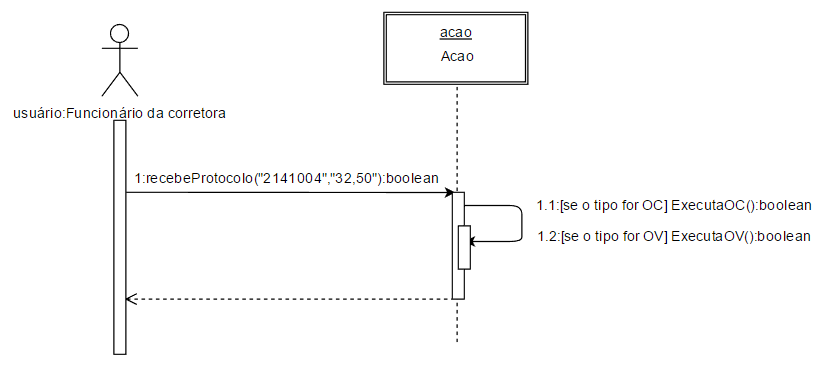 acao
Acao
usuário:Funcionário da corretora
1:recebeProtocolo("2141004","32,50"):boolean
1.1:[se o tipo for OC] ExecutaOC():boolean
1.2:[se o tipo for OV] ExecutaOV():boolean